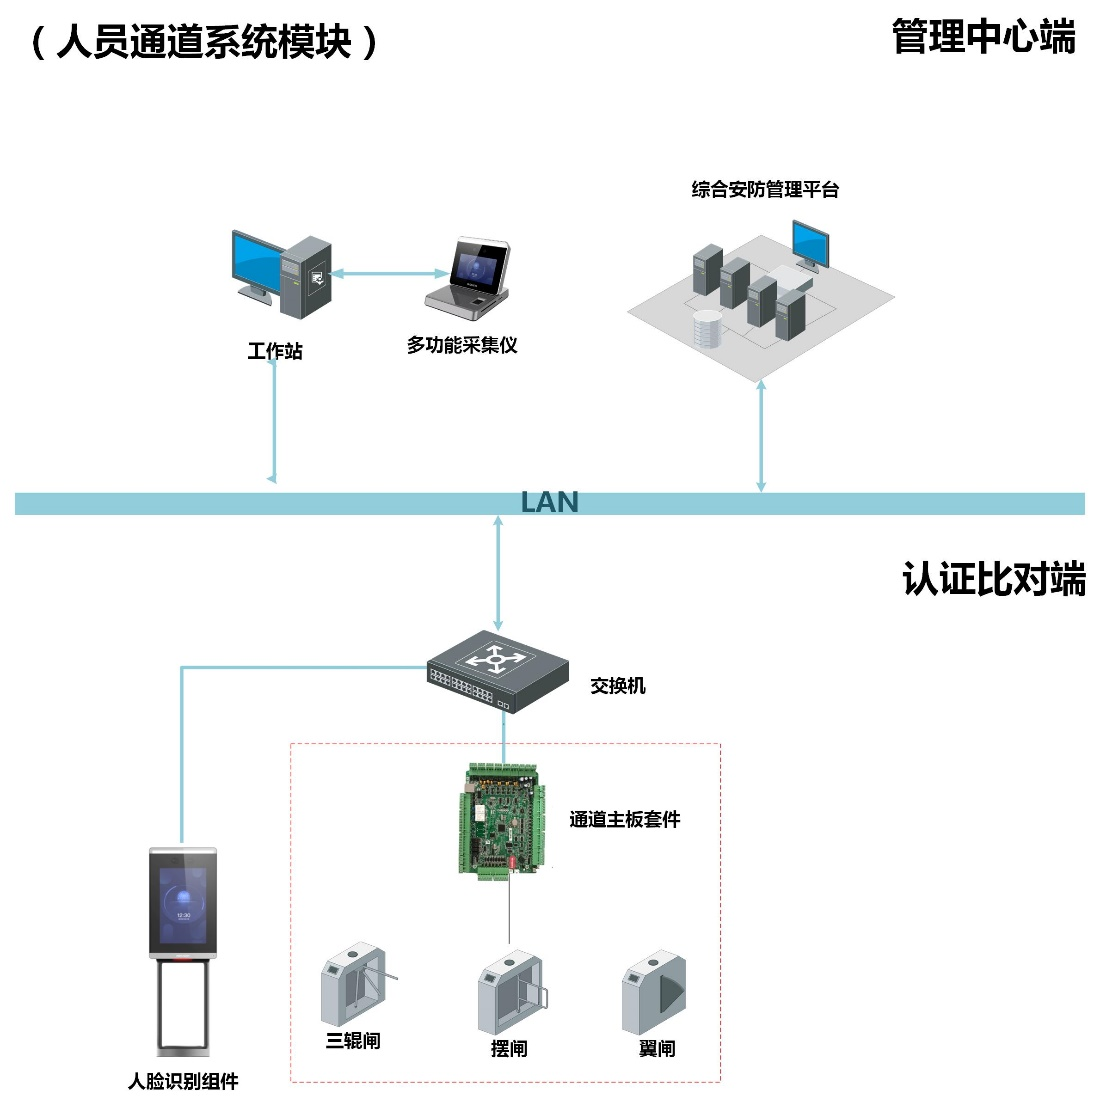 （人员通道系统模块）
管理中心端
综合安防管理平台
工作站
多功能采集仪
LAN
认证比对端
交换机
通道主板套件
12:30
三辊闸
摆闸
翼闸
人脸识别组件